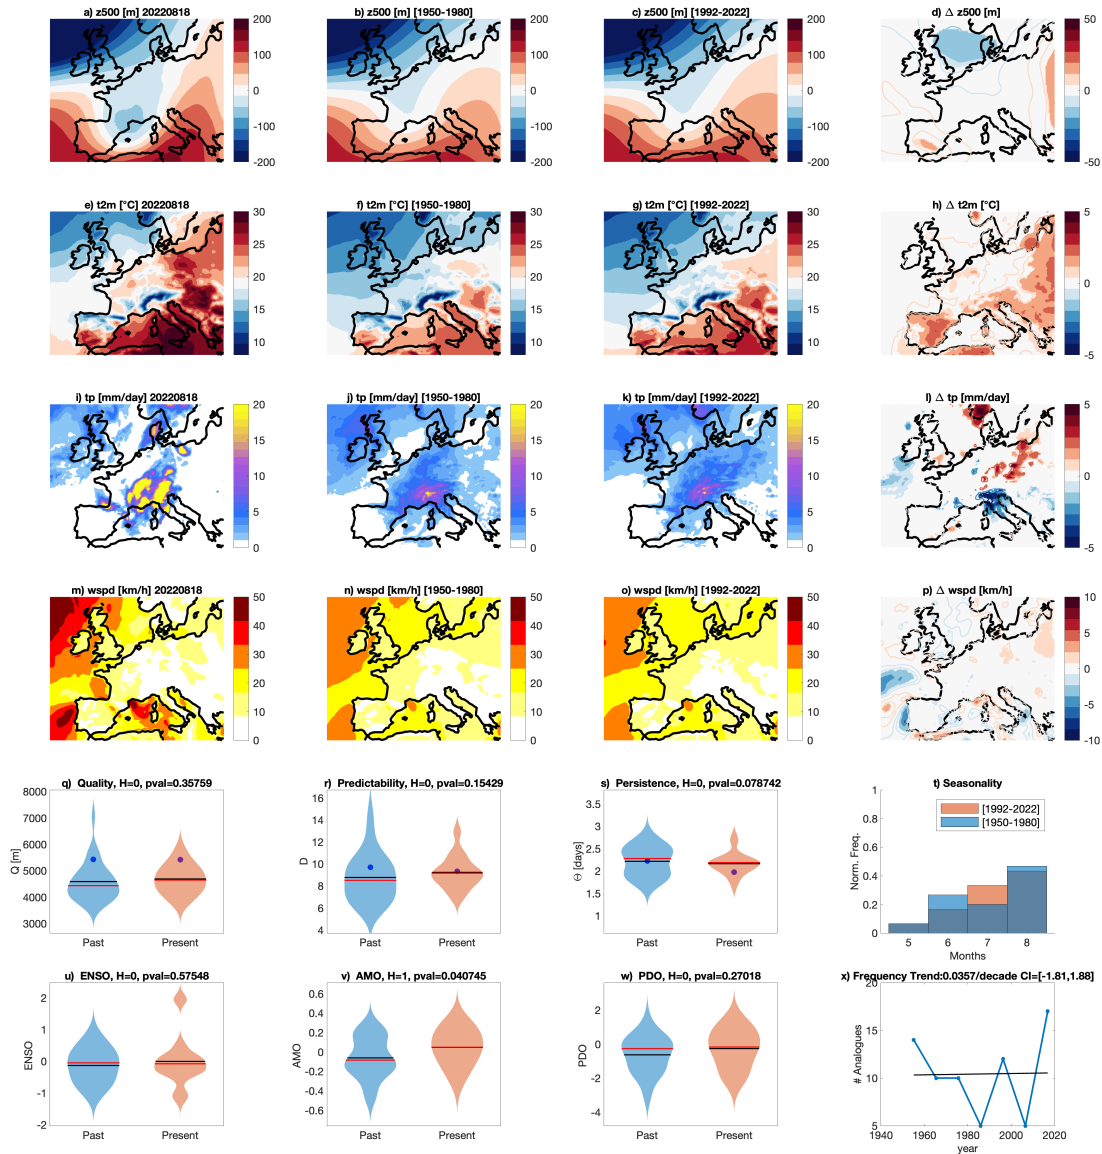 a) z500 [m] 20220818
b) z500 [m] [1950-1980]
c) z500 [m] [1992-2022]
d) Δ z500 [m]
200
100
0
-100
-200
200
100
0
-100
-200
200
100
0
-100
-200
50
0
-50
e) t2m [°C] 20220818
f) t2m [°C] [1950-1980]
g) t2m [°C] [1992-2022]
h) Δ t2m [°C]
30
25
20
15
10
30
25
20
15
10
30
25
20
15
10
5
0
-5
i) tp [mm/day] 20220818
j) tp [mm/day] [1950-1980]
k) tp [mm/day] [1992-2022]
l) Δ tp [mm/day]
20
15
10
5
0
20
15
10
5
0
20
15
10
5
0
5
0
-5
m) wspd [km/h] 20220818
n) wspd [km/h] [1950-1980]
o) wspd [km/h] [1992-2022]
p) Δ wspd [km/h]
50
40
30
20
10
0
50
40
30
20
10
0
50
40
30
20
10
0
10
5
0
-5
-10
q) Quality, H=0, pval=0.35759
8000
7000
6000
5000
4000
3000
Q [m]
Past
Present
r) Predictability, H=0, pval=0.15429
16
14
12
10
8
6
4
D
Past
Present
s) Persistence, H=0, pval=0.078742
3.5
3
2.5
2
1.5
1
Θ [days]
Past
Present
t) Seasonality
[1992-2022]
[1950-1980]
1
0.8
0.6
0.4
0.2
0
Norm. Freq.
5
6
7
8
Months
u) ENSO, H=0, pval=0.57548
2
1
0
-1
-2
ENSO
Past
Present
v) AMO, H=1, pval=0.040745
0.6
0.4
0.2
0
-0.2
-0.4
-0.6
AMO
Past
Present
w) PDO, H=0, pval=0.27018
2
0
-2
-4
PDO
Past
Present
x) Frequency Trend:0.0357/decade CI=[-1.81,1.88]
20
15
10
5
# Analogues
1940
1960
1980
2000
2020
year